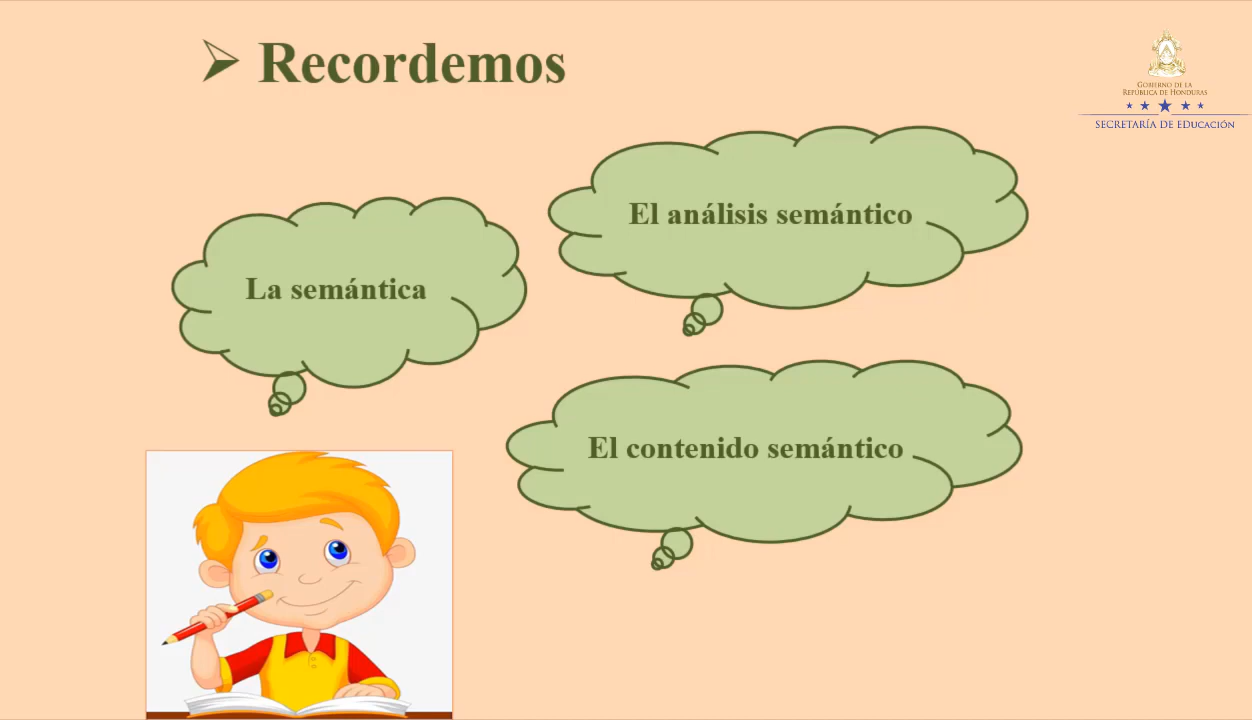 Recordemos
GOBIERNO DE LA
REPÚBLICA DE HONDURAS
SECRETARÍA DE EDUCACIÓN
El análisis semántico
La semántica
El contenido semántico